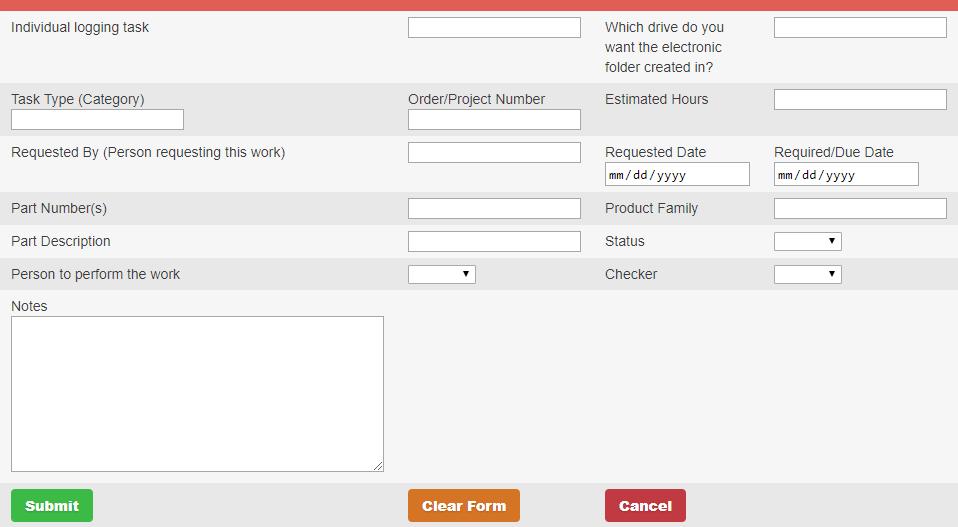 Individual logging task
Which drive do you
want the electronic
folder created in?
Task Type (Category)
Order/Project Number
Estimated Hours
Requested By (Person requesting this work)
Requested Date
Required/Due Date
mm/dd/yyyy
mm/dd/yyyy
Part Number(s)
Product Family
Part Description
Status
Person to perform the work
Checker
Notes
Submit
Clear Form
Cancel